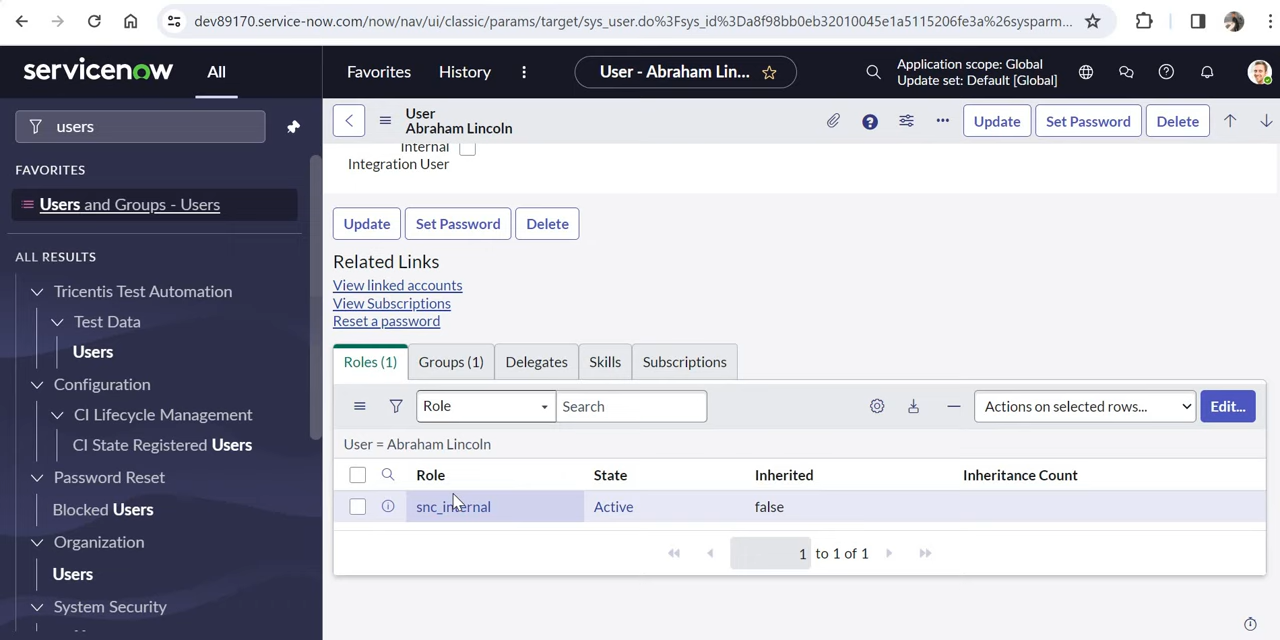 dev89170.service-now.com/now/nav/ui/classic/params/target/sys_user.do%3Fsys_id%3Da8f98bb0eb32010045e1a5115206fe3a%26sysparm...
servicenow
All
Favorites
History
User - Abraham Lin...
Application scope: Global
Update set: Default [Global]
users
User
Abraham Lincoln
Update
Set Password
Delete
FAVORITES
Users and Groups - Users
ALL RESULTS
Tricentis Test Automation
Test Data
Users
Configuration
CI Lifecycle Management
CI State Registered Users
Password Reset
Blocked Users
Organization
Users
System Security
Internal
Integration User
Update
Set Password
Delete
Related Links
View linked accounts
View Subscriptions
Reset a password
Roles (1)
Groups (1)
Delegates
Skills
Subscriptions
Role
Search
Actions on selected rows...
Edit...
User = Abraham Lincoln
Role
State
Inherited
Inheritance Count
snc_internal
Active
false
1 to 1 of 1